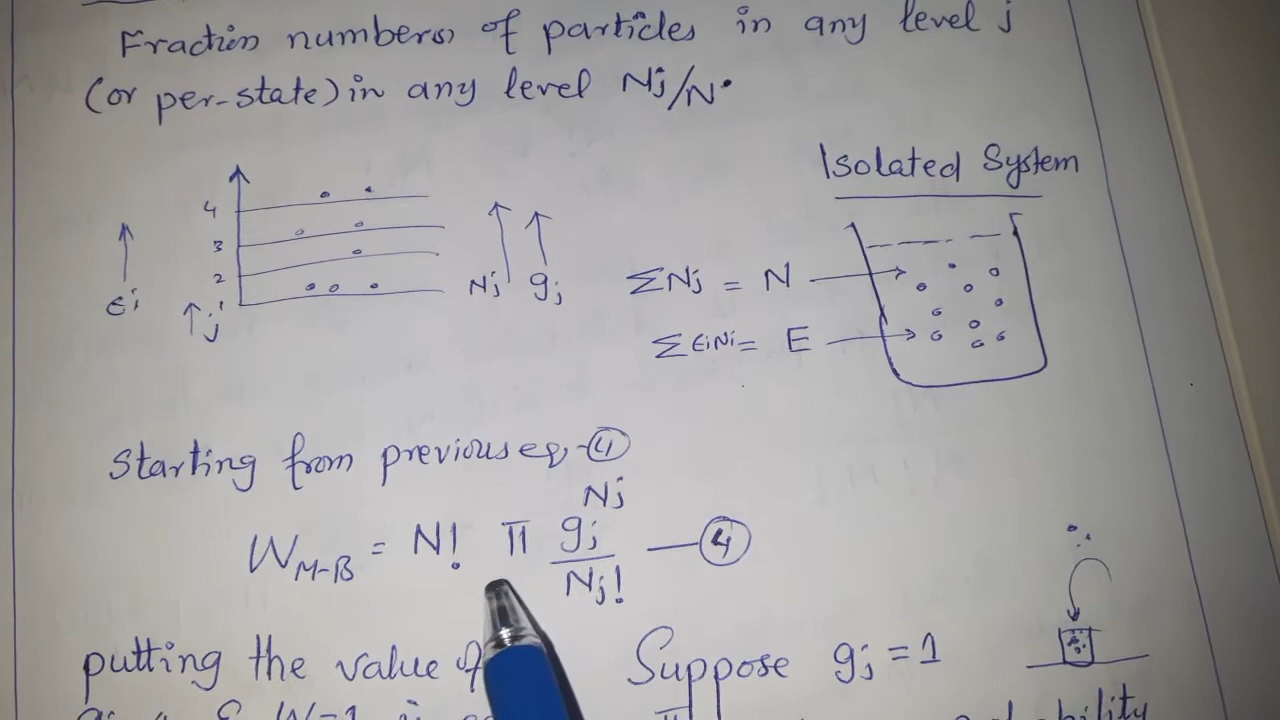 Fraction numbers of particles in any level j
(or per-state) in any level Nj/N.
Isolated System
4
3
2
1
j
ϵj
Nj gj
ΣNj = N
ΣϵiNi = E
Starting from previous eq - ④
W_M-B = N! π gj^Nj / Nj! — ④
putting the value of Suppose gj = 1